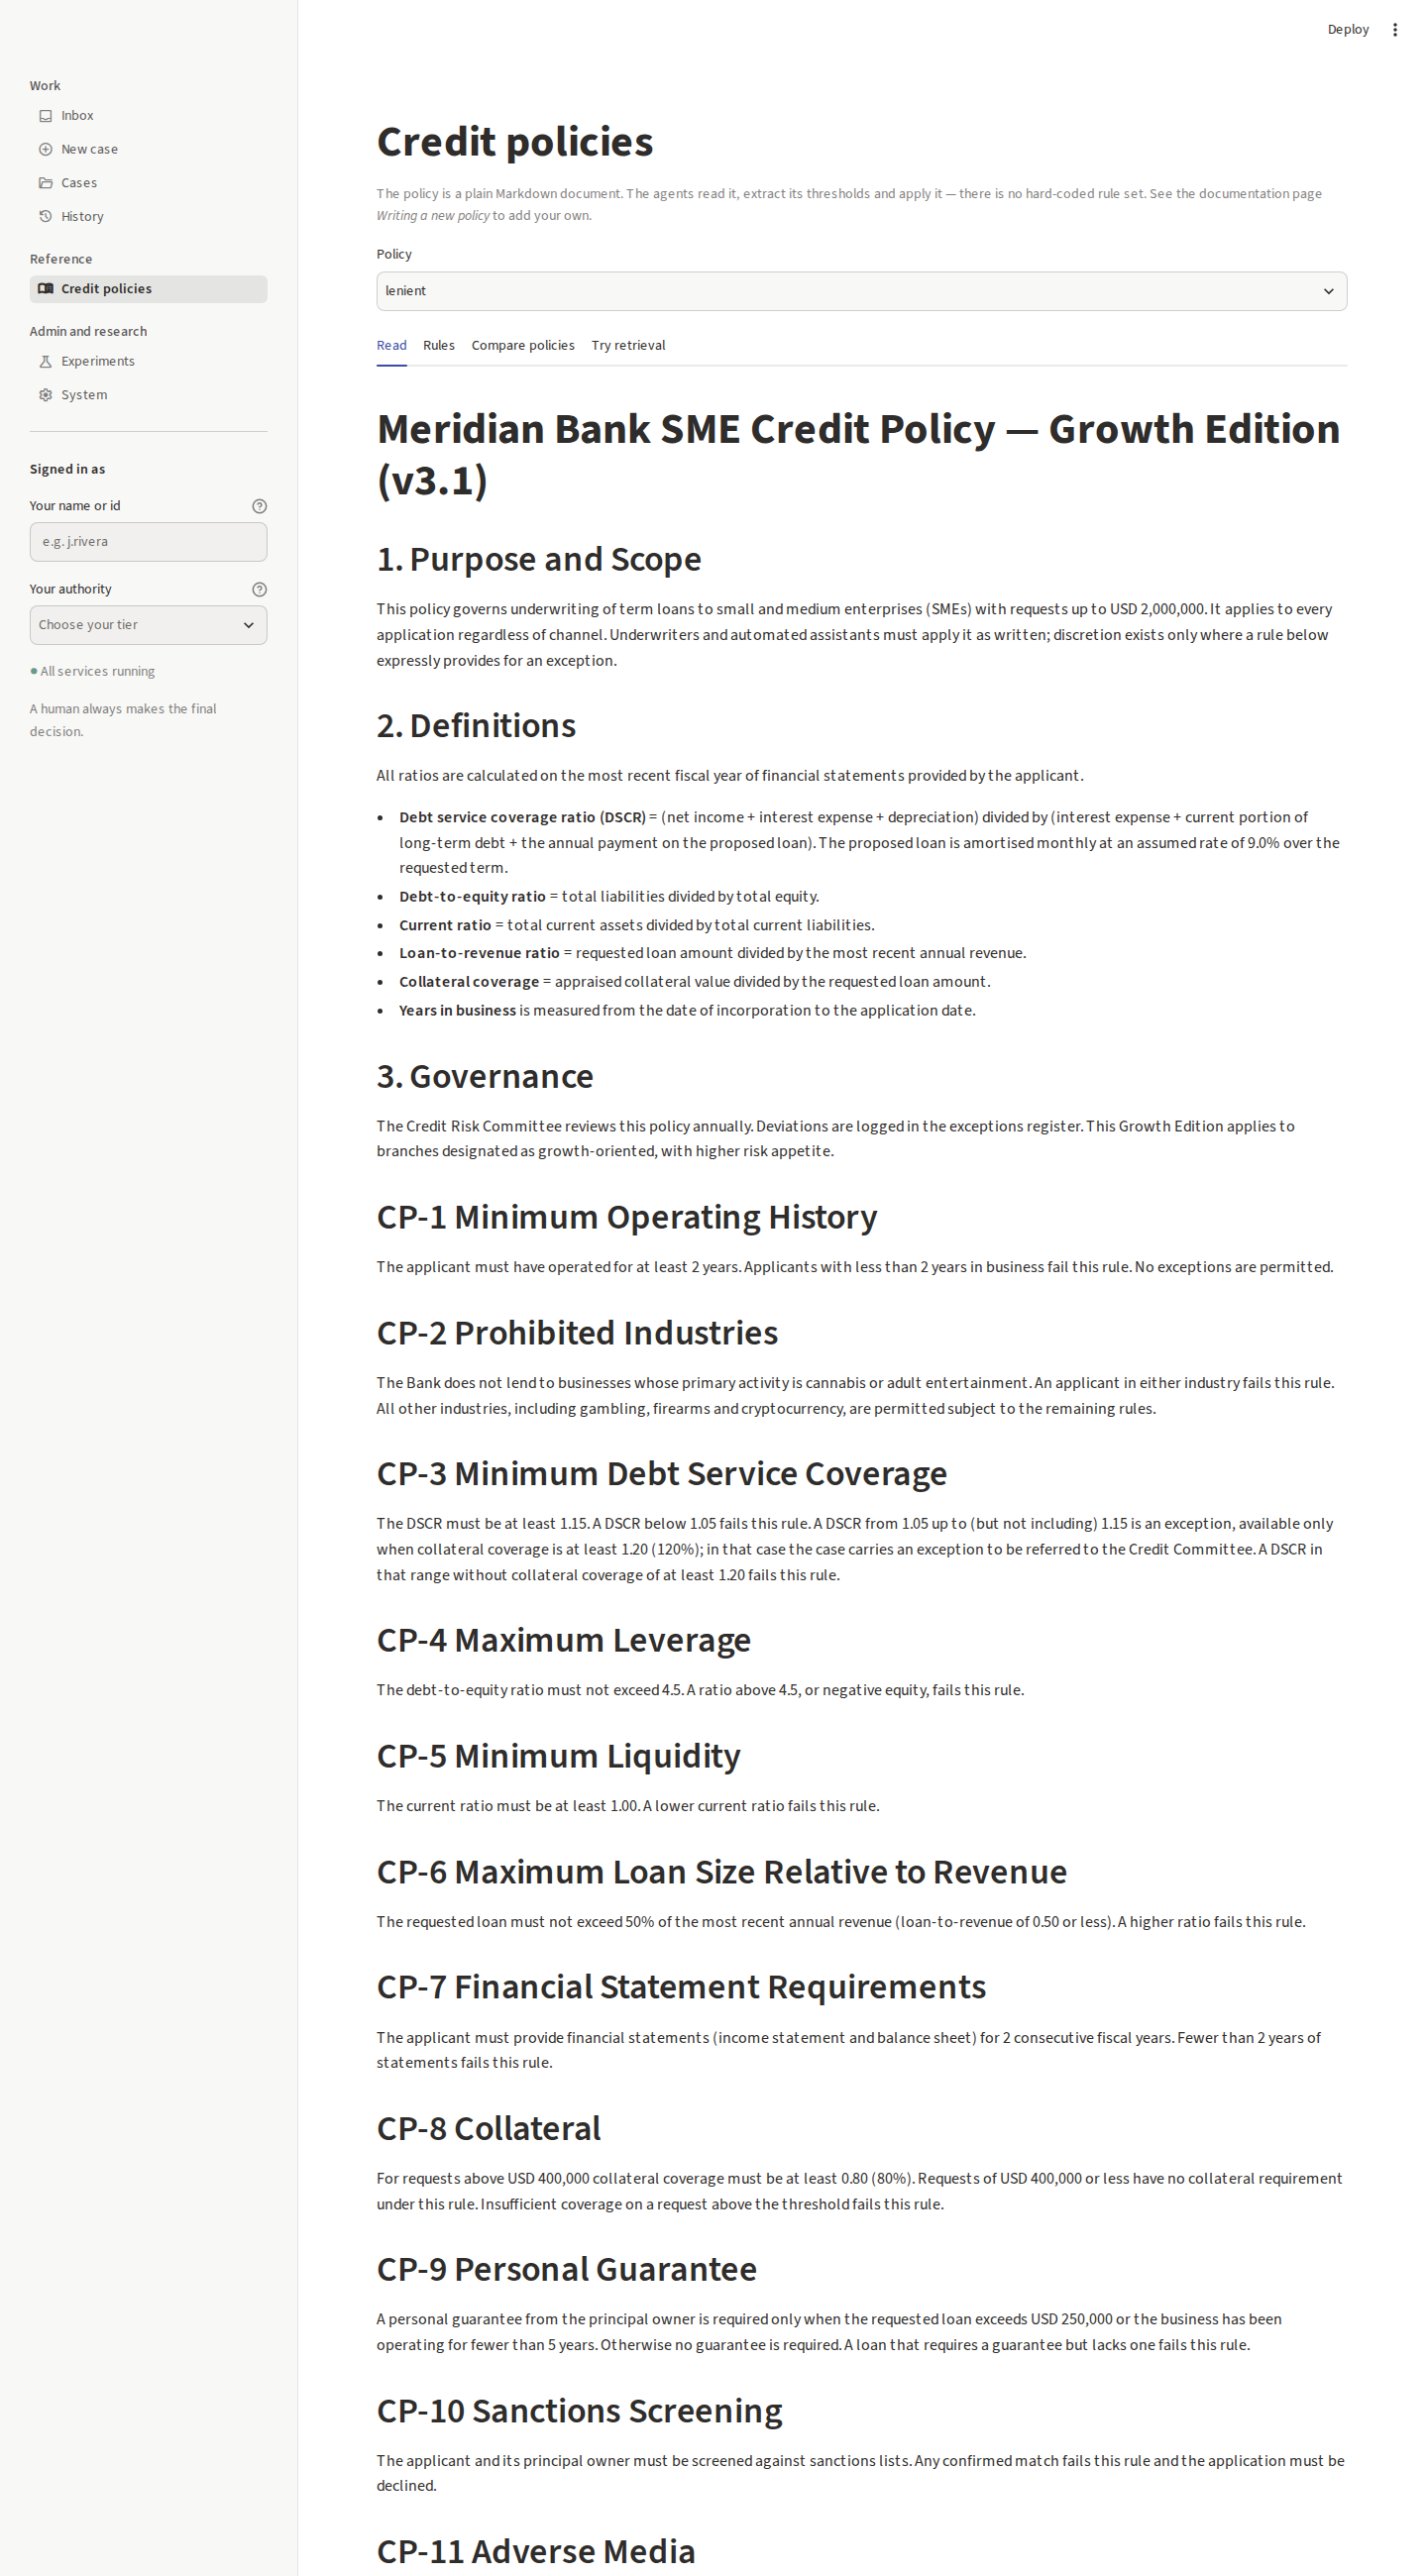 Deploy
Work
Inbox
New case
Cases
History
Reference
Credit policies
Admin and research
Experiments
System
Signed in as
Your name or id
e.g. j.rivera
Your authority
Choose your tier
All services running
A human always makes the final
decision.
Credit policies
The policy is a plain Markdown document. The agents read it, extract its thresholds and apply it — there is no hard-coded rule set. See the documentation page
Writing a new policy to add your own.
Policy
lenient
Read Rules Compare policies Try retrieval
Meridian Bank SME Credit Policy — Growth Edition
(v3.1)
1. Purpose and Scope
This policy governs underwriting of term loans to small and medium enterprises (SMEs) with requests up to USD 2,000,000. It applies to every
application regardless of channel. Underwriters and automated assistants must apply it as written; discretion exists only where a rule below
expressly provides for an exception.
2. Definitions
All ratios are calculated on the most recent fiscal year of financial statements provided by the applicant.
• Debt service coverage ratio (DSCR) = (net income + interest expense + depreciation) divided by (interest expense + current portion of
long-term debt + the annual payment on the proposed loan). The proposed loan is amortised monthly at an assumed rate of 9.0% over the
requested term.
• Debt-to-equity ratio = total liabilities divided by total equity.
• Current ratio = total current assets divided by total current liabilities.
• Loan-to-revenue ratio = requested loan amount divided by the most recent annual revenue.
• Collateral coverage = appraised collateral value divided by the requested loan amount.
• Years in business is measured from the date of incorporation to the application date.
3. Governance
The Credit Risk Committee reviews this policy annually. Deviations are logged in the exceptions register. This Growth Edition applies to
branches designated as growth-oriented, with higher risk appetite.
CP-1 Minimum Operating History
The applicant must have operated for at least 2 years. Applicants with less than 2 years in business fail this rule. No exceptions are permitted.
CP-2 Prohibited Industries
The Bank does not lend to businesses whose primary activity is cannabis or adult entertainment. An applicant in either industry fails this rule.
All other industries, including gambling, firearms and cryptocurrency, are permitted subject to the remaining rules.
CP-3 Minimum Debt Service Coverage
The DSCR must be at least 1.15. A DSCR below 1.05 fails this rule. A DSCR from 1.05 up to (but not including) 1.15 is an exception, available only
when collateral coverage is at least 1.20 (120%); in that case the case carries an exception to be referred to the Credit Committee. A DSCR in
that range without collateral coverage of at least 1.20 fails this rule.
CP-4 Maximum Leverage
The debt-to-equity ratio must not exceed 4.5. A ratio above 4.5, or negative equity, fails this rule.
CP-5 Minimum Liquidity
The current ratio must be at least 1.00. A lower current ratio fails this rule.
CP-6 Maximum Loan Size Relative to Revenue
The requested loan must not exceed 50% of the most recent annual revenue (loan-to-revenue of 0.50 or less). A higher ratio fails this rule.
CP-7 Financial Statement Requirements
The applicant must provide financial statements (income statement and balance sheet) for 2 consecutive fiscal years. Fewer than 2 years of
statements fails this rule.
CP-8 Collateral
For requests above USD 400,000 collateral coverage must be at least 0.80 (80%). Requests of USD 400,000 or less have no collateral requirement
under this rule. Insufficient coverage on a request above the threshold fails this rule.
CP-9 Personal Guarantee
A personal guarantee from the principal owner is required only when the requested loan exceeds USD 250,000 or the business has been
operating for fewer than 5 years. Otherwise no guarantee is required. A loan that requires a guarantee but lacks one fails this rule.
CP-10 Sanctions Screening
The applicant and its principal owner must be screened against sanctions lists. Any confirmed match fails this rule and the application must be
declined.
CP-11 Adverse Media